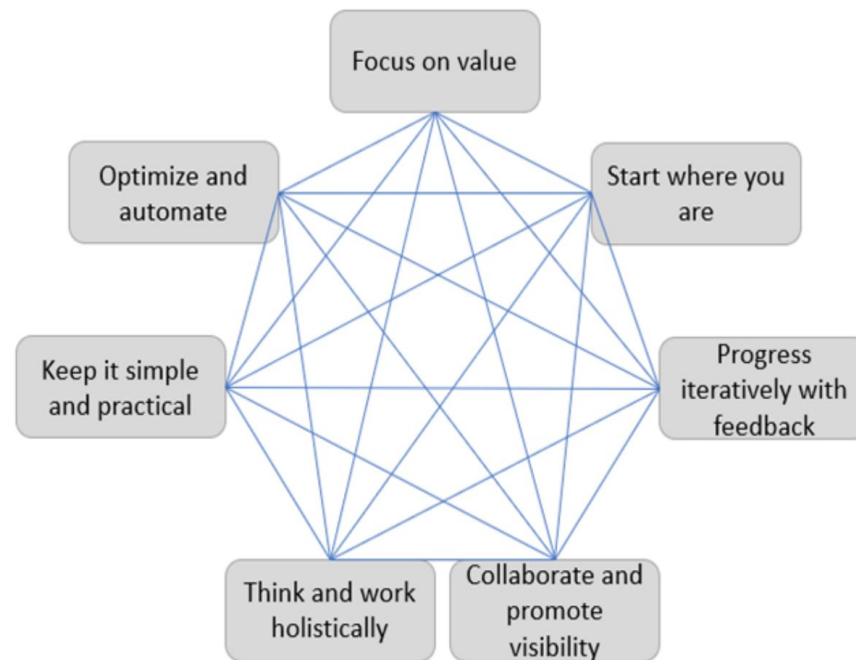 Focus on value
Optimize and
automate
Start where you
are
Keep it simple
and practical
Progress
iteratively with
feedback
Think and work
holistically
Collaborate and
promote
visibility